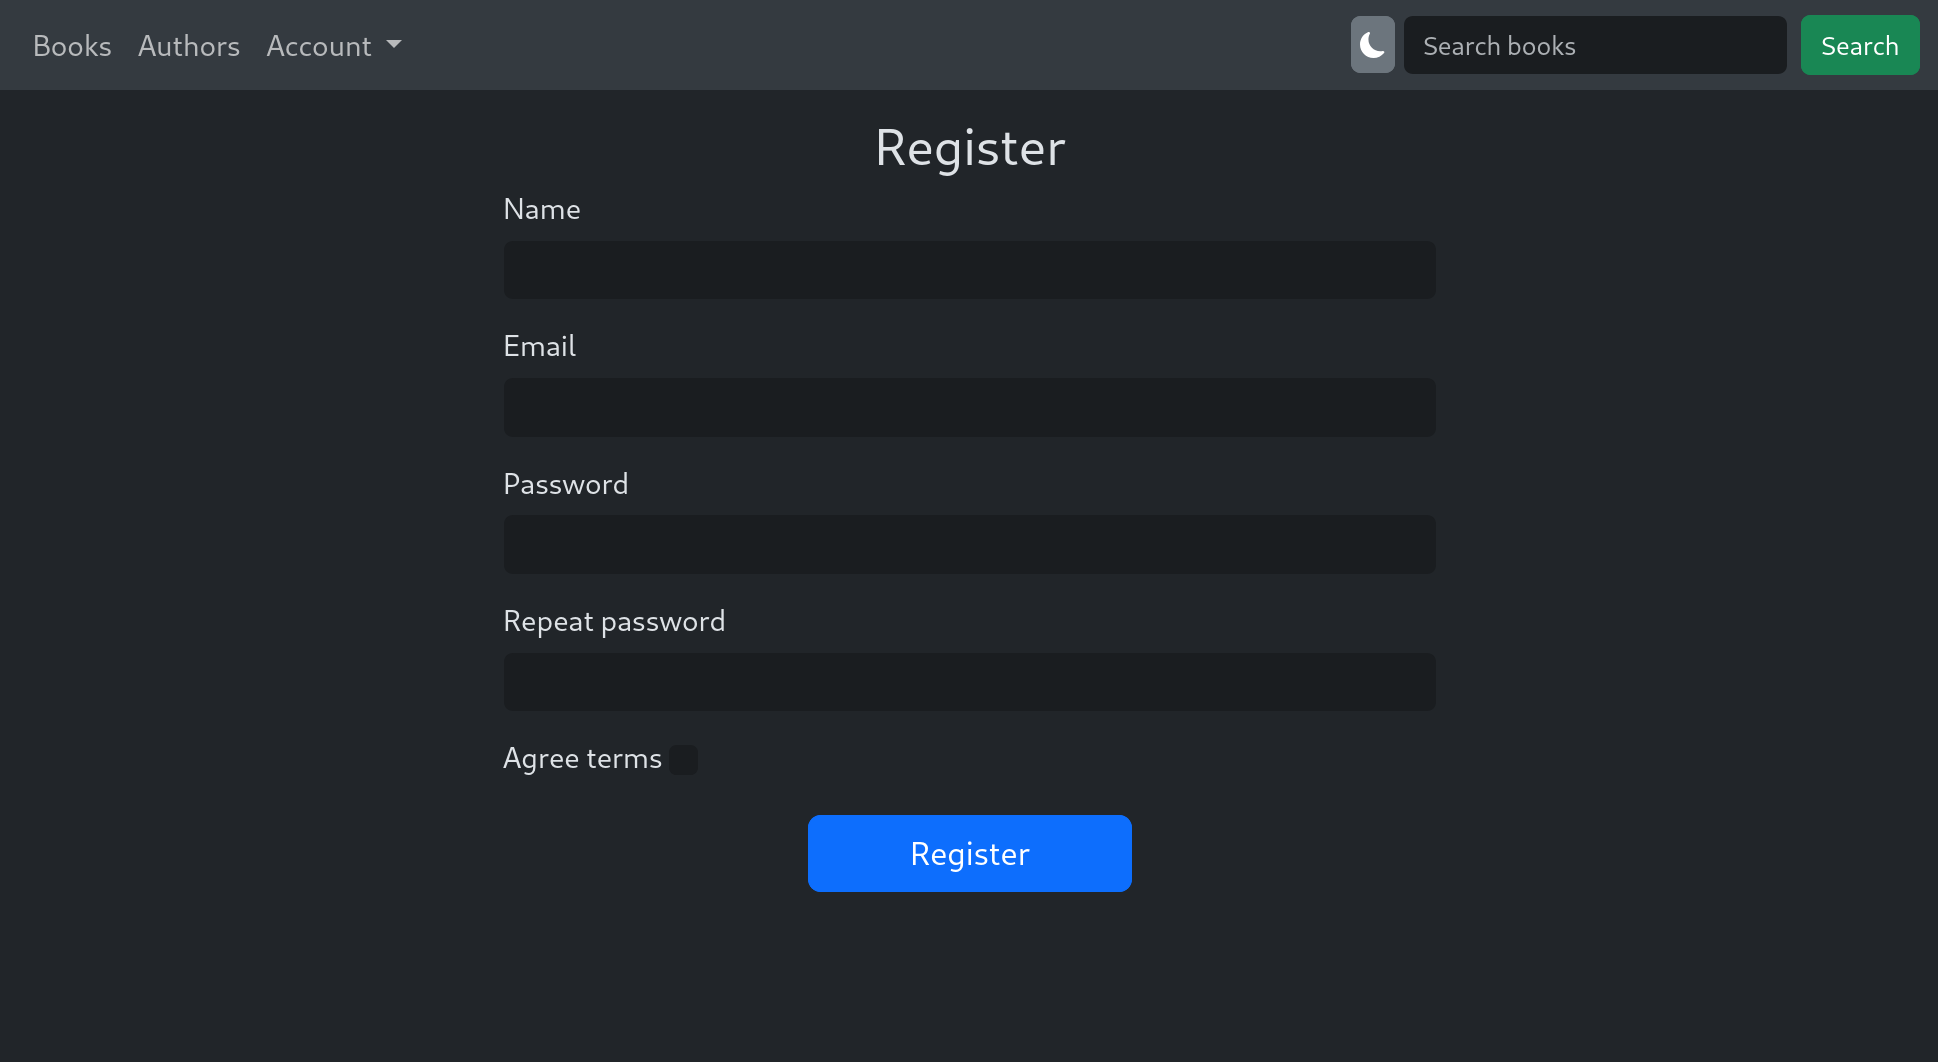 Books Authors Account Search books Search
Register
Name
Email
Password
Repeat password
Agree terms
Register